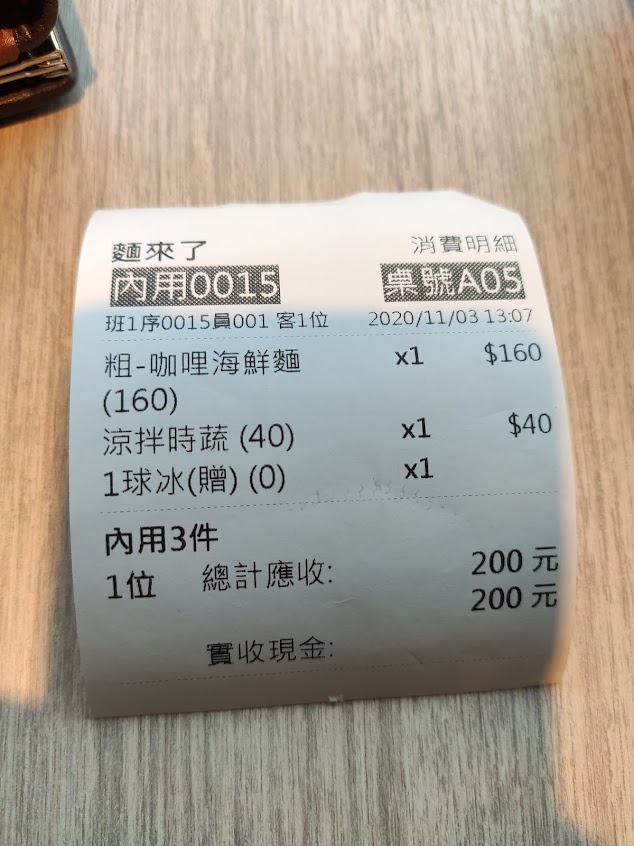 麵來了 消費明細
內用0015 票號A05
班1序0015員001 客1位 2020/11/03 13:07
粗-咖哩海鮮麵 x1 $160
(160)
涼拌時蔬 (40) x1 $40
1球冰(贈) (0) x1
內用3件
1位 總計應收: 200 元
200 元
實收現金: